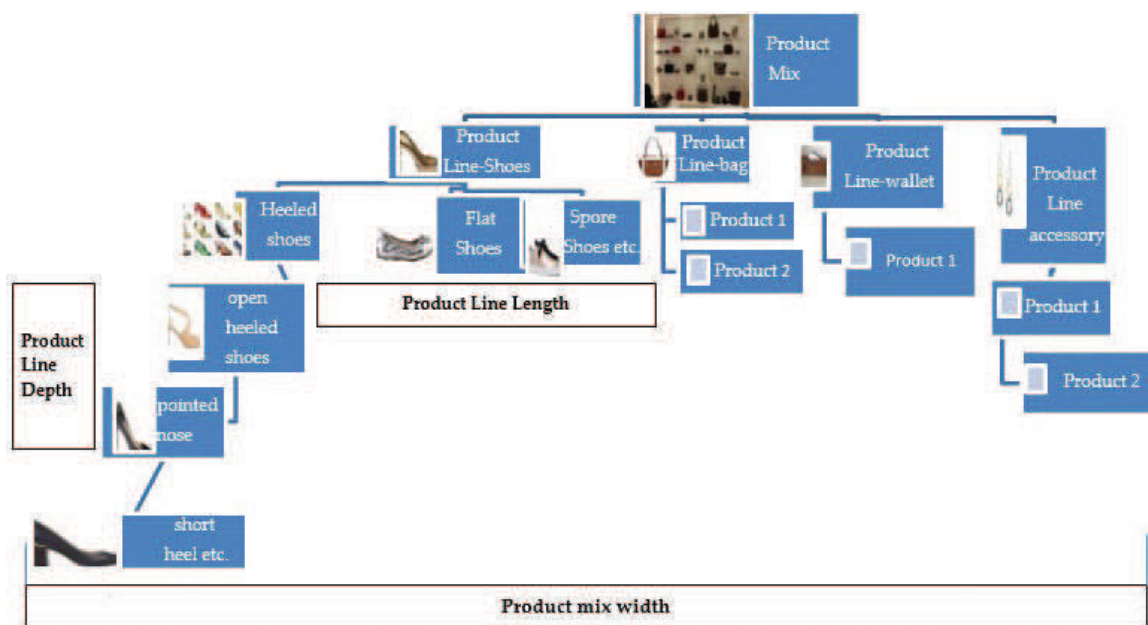 Product
Mix
Product
Line-Shoes
Product
Line-bag
Product
Line-wallet
Product
Line
accessory
Heeled
shoes
Flat
Shoes
Spore
Shoes etc.
Product 1
Product 2
Product 1
Product 1
Product 2
open
heeled
shoes
Product Line Length
Product
Line
Depth
pointed
nose
short
heel etc.
Product mix width